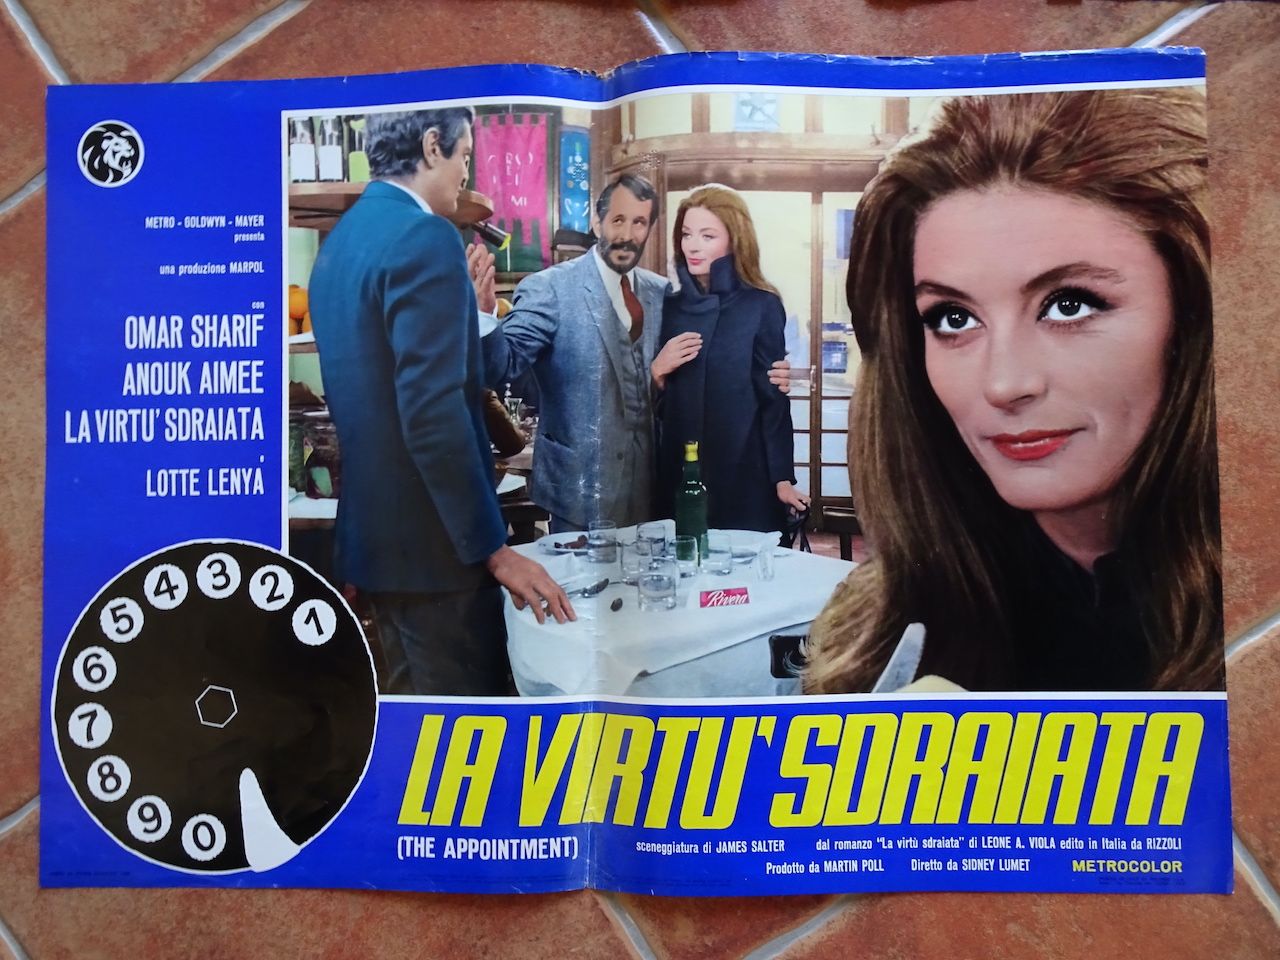 METRO - GOLDWYN - MAYER
presenta
una produzione MARPOL
con
OMAR SHARIF
ANOUK AIMEE
LA VIRTU' SDRAIATA
e
LOTTE LENYA
Rivera
1
2
3
4
5
6
7
8
9
0
LA VIRTU' SDRAIATA
(THE APPOINTMENT)
sceneggiatura di JAMES SALTER dal romanzo "La virtù sdraiata" di LEONE A. VIOLA edito in Italia da RIZZOLI
Prodotto da MARTIN POLL Diretto da SIDNEY LUMET METROCOLOR